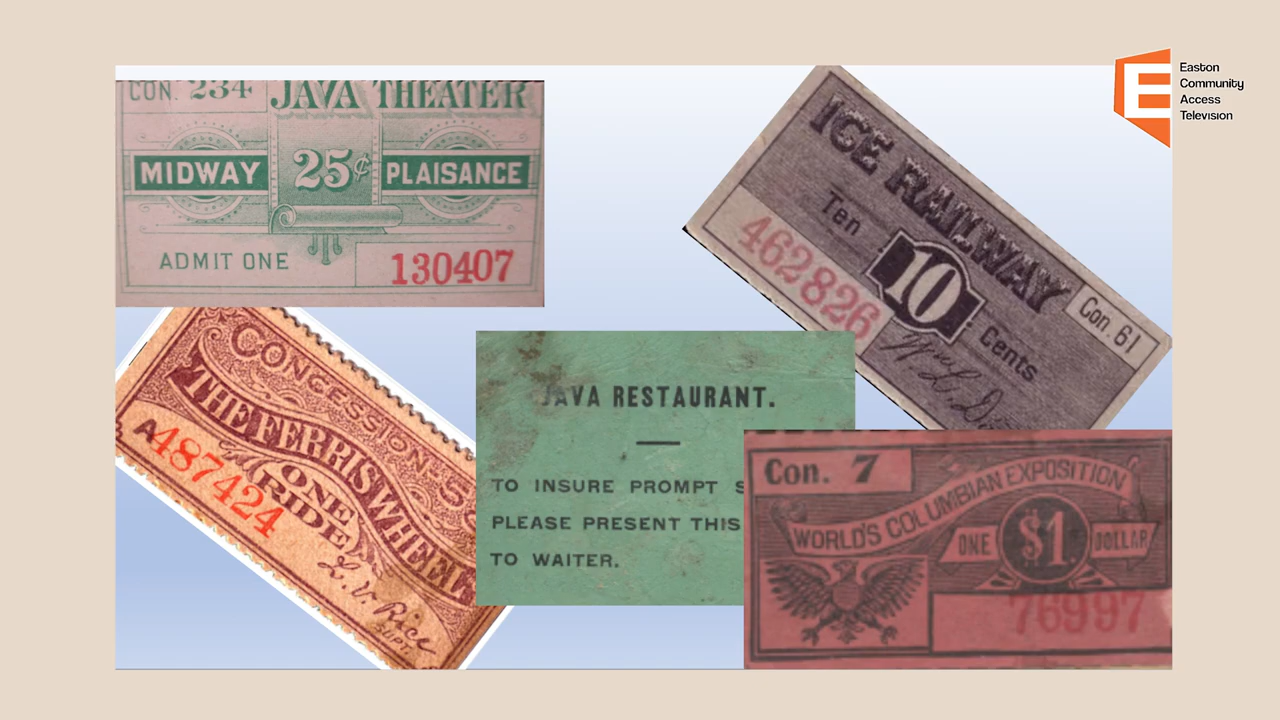 CON. 234 JAVA THEATER
MIDWAY 25¢ PLAISANCE
ADMIT ONE
130407
ICE RAILWAY
Ten 10 Cents
462826
Con. 61
CONCESSION
THE FERRIS WHEEL
A487424
ONE
RIDE
L. V. Rice
SUPT.
JAVA RESTAURANT.
TO INSURE PROMPT
PLEASE PRESENT THIS
TO WAITER.
Con. 7
WORLD'S COLUMBIAN EXPOSITION
ONE $1. DOLLAR
76997
E
Easton
Community
Access
Television